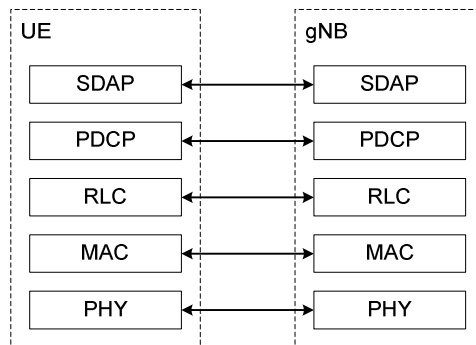 UE gNB
SDAP SDAP
PDCP PDCP
RLC RLC
MAC MAC
PHY PHY